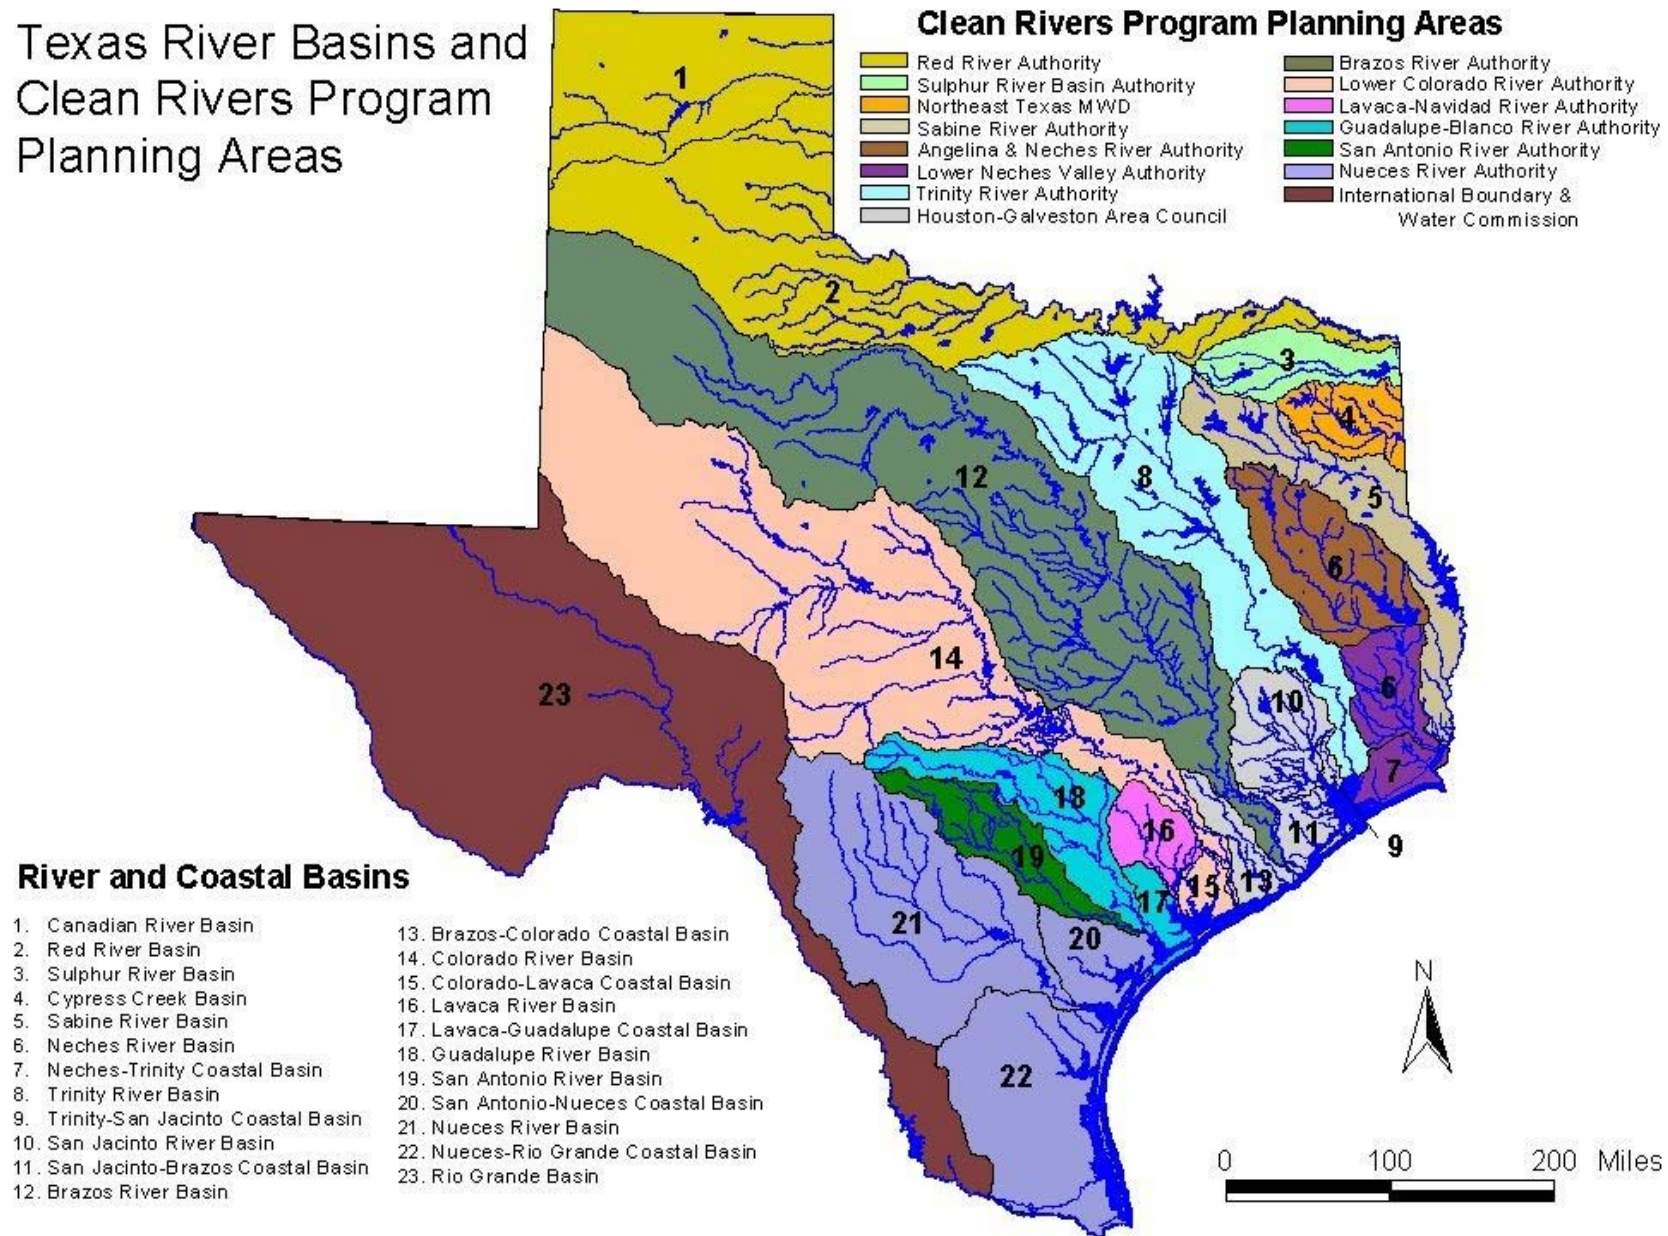 Texas River Basins and
Clean Rivers Program
Planning Areas
Clean Rivers Program Planning Areas
Red River Authority
Sulphur River Basin Authority
Northeast Texas MWD
Sabine River Authority
Angelina & Neches River Authority
Lower Neches Valley Authority
Trinity River Authority
Houston-Galveston Area Council
Brazos River Authority
Lower Colorado River Authority
Lavaca-Navidad River Authority
Guadalupe-Blanco River Authority
San Antonio River Authority
Nueces River Authority
International Boundary &
Water Commission
1
2
3
4
12
8
5
6
14
23
10
6
7
18
16
11
9
19
15
13
17
21
20
22
River and Coastal Basins
1. Canadian River Basin
2. Red River Basin
3. Sulphur River Basin
4. Cypress Creek Basin
5. Sabine River Basin
6. Neches River Basin
7. Neches-Trinity Coastal Basin
8. Trinity River Basin
9. Trinity-San Jacinto Coastal Basin
10. San Jacinto River Basin
11. San Jacinto-Brazos Coastal Basin
12. Brazos River Basin
13. Brazos-Colorado Coastal Basin
14. Colorado River Basin
15. Colorado-Lavaca Coastal Basin
16. Lavaca River Basin
17. Lavaca-Guadalupe Coastal Basin
18. Guadalupe River Basin
19. San Antonio River Basin
20. San Antonio-Nueces Coastal Basin
21. Nueces River Basin
22. Nueces-Rio Grande Coastal Basin
23. Rio Grande Basin
N
0 100 200 Miles